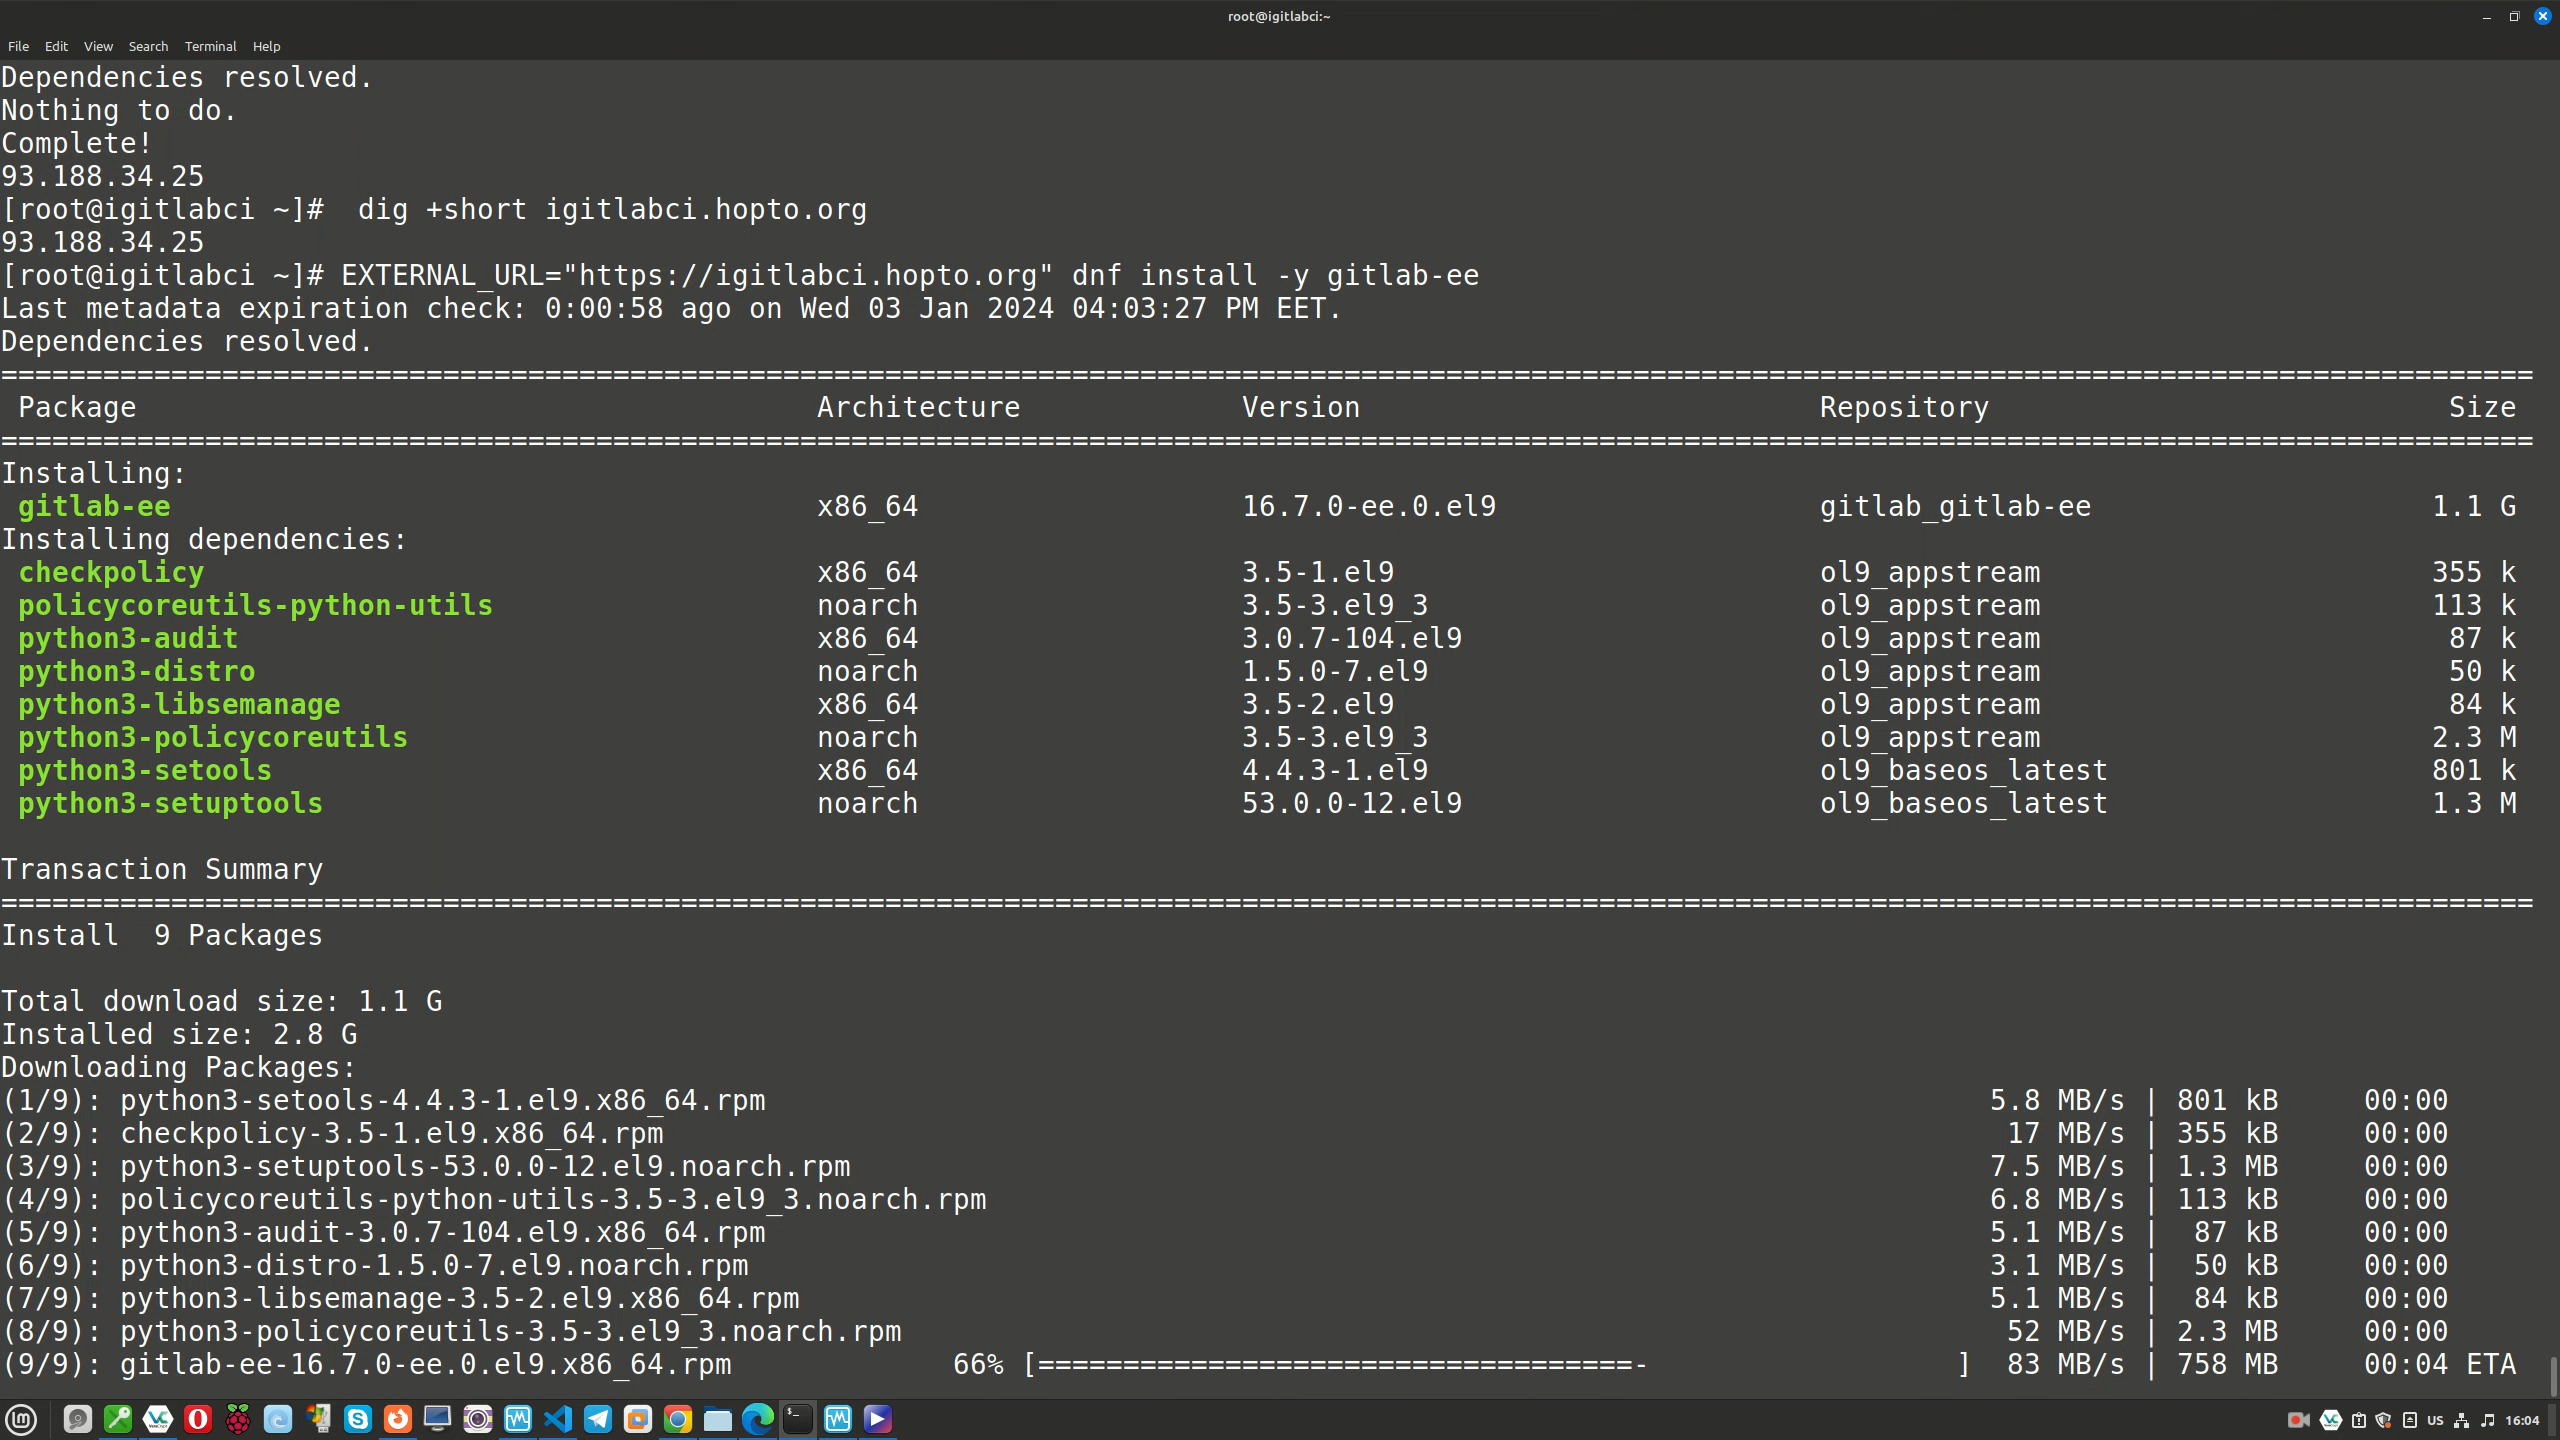 root@igitlabci:~
File Edit View Search Terminal Help
Dependencies resolved.
Nothing to do.
Complete!
93.188.34.25
[root@igitlabci ~]#  dig +short igitlabci.hopto.org
93.188.34.25
[root@igitlabci ~]# EXTERNAL_URL="https://igitlabci.hopto.org" dnf install -y gitlab-ee
Last metadata expiration check: 0:00:58 ago on Wed 03 Jan 2024 04:03:27 PM EET.
Dependencies resolved.
=====================================================================================================================================================
Package Architecture Version Repository Size
=====================================================================================================================================================
Installing:
gitlab-ee x86_64 16.7.0-ee.0.el9 gitlab_gitlab-ee 1.1 G
Installing dependencies:
checkpolicy x86_64 3.5-1.el9 ol9_appstream 355 k
policycoreutils-python-utils noarch 3.5-3.el9_3 ol9_appstream 113 k
python3-audit x86_64 3.0.7-104.el9 ol9_appstream 87 k
python3-distro noarch 1.5.0-7.el9 ol9_appstream 50 k
python3-libsemanage x86_64 3.5-2.el9 ol9_appstream 84 k
python3-policycoreutils noarch 3.5-3.el9_3 ol9_appstream 2.3 M
python3-setools x86_64 4.4.3-1.el9 ol9_baseos_latest 801 k
python3-setuptools noarch 53.0.0-12.el9 ol9_baseos_latest 1.3 M
Transaction Summary
=====================================================================================================================================================
Install  9 Packages
Total download size: 1.1 G
Installed size: 2.8 G
Downloading Packages:
(1/9): python3-setools-4.4.3-1.el9.x86_64.rpm 5.8 MB/s | 801 kB 00:00
(2/9): checkpolicy-3.5-1.el9.x86_64.rpm 17 MB/s | 355 kB 00:00
(3/9): python3-setuptools-53.0.0-12.el9.noarch.rpm 7.5 MB/s | 1.3 MB 00:00
(4/9): policycoreutils-python-utils-3.5-3.el9_3.noarch.rpm 6.8 MB/s | 113 kB 00:00
(5/9): python3-audit-3.0.7-104.el9.x86_64.rpm 5.1 MB/s | 87 kB 00:00
(6/9): python3-distro-1.5.0-7.el9.noarch.rpm 3.1 MB/s | 50 kB 00:00
(7/9): python3-libsemanage-3.5-2.el9.x86_64.rpm 5.1 MB/s | 84 kB 00:00
(8/9): python3-policycoreutils-3.5-3.el9_3.noarch.rpm 52 MB/s | 2.3 MB 00:00
(9/9): gitlab-ee-16.7.0-ee.0.el9.x86_64.rpm 66% [===================================- ] 83 MB/s | 758 MB 00:04 ETA
US 16:04